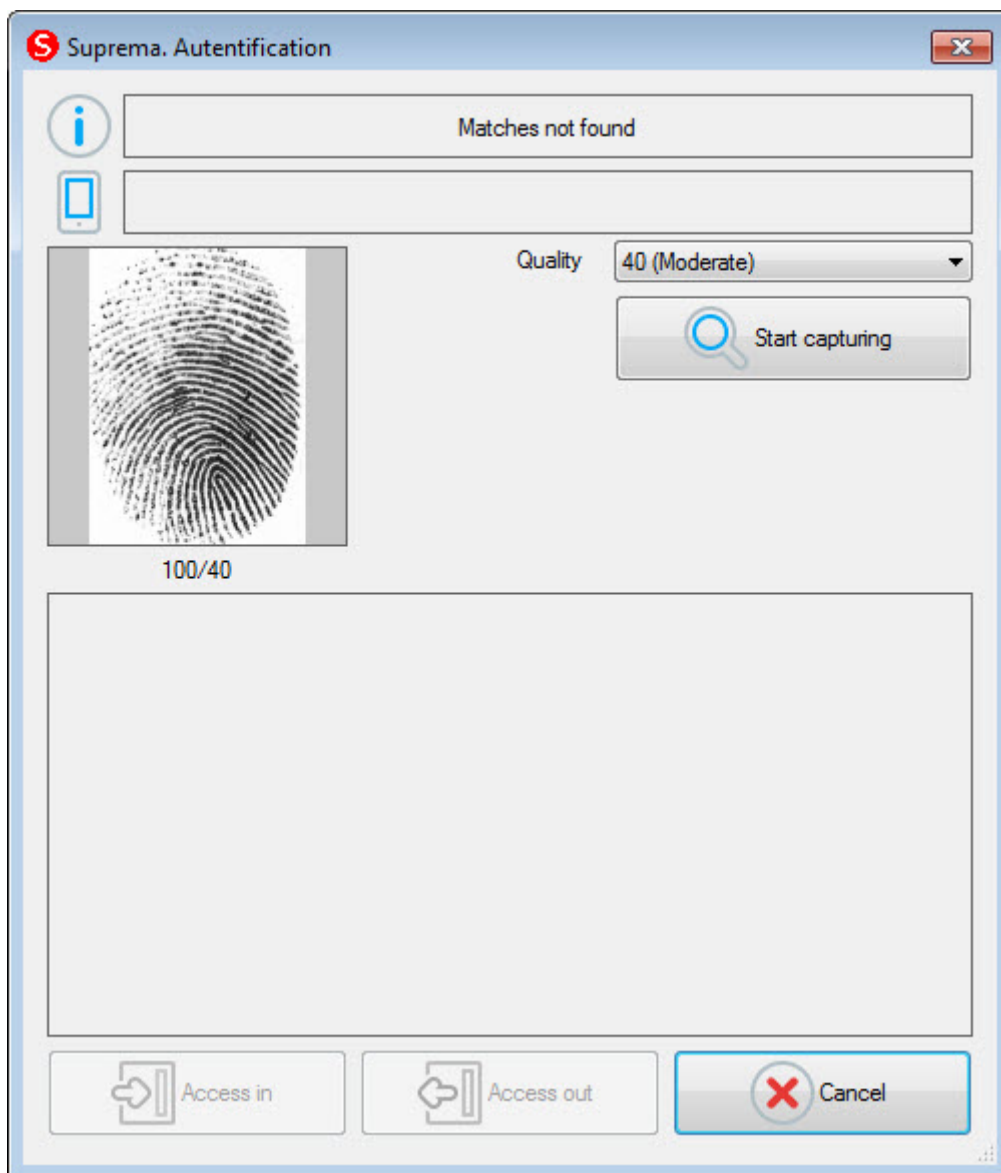 Suprema. Autentification
Matches not found
Quality
40 (Moderate)
Start capturing
100/40
Access in
Access out
Cancel